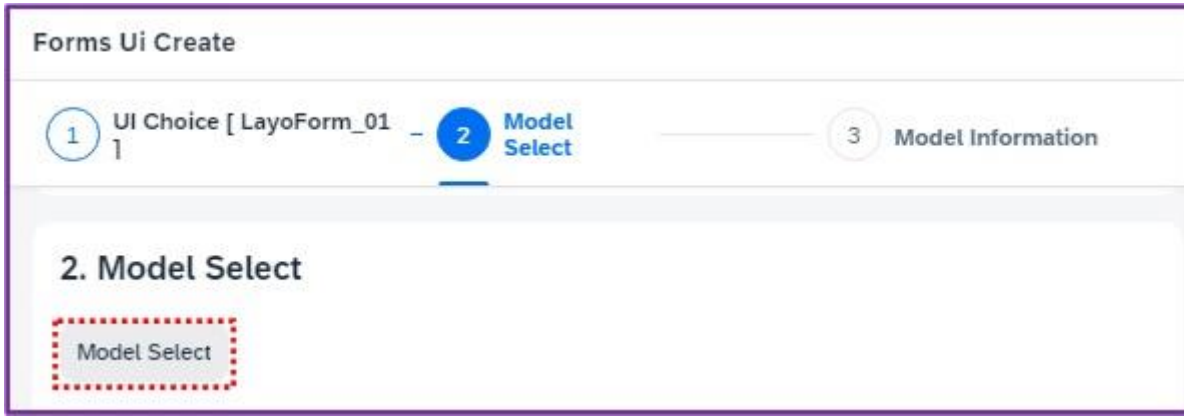 Forms Ui Create
1
UI Choice [ LayoForm_01
]
2
Model
Select
3
Model Information
2. Model Select
Model Select